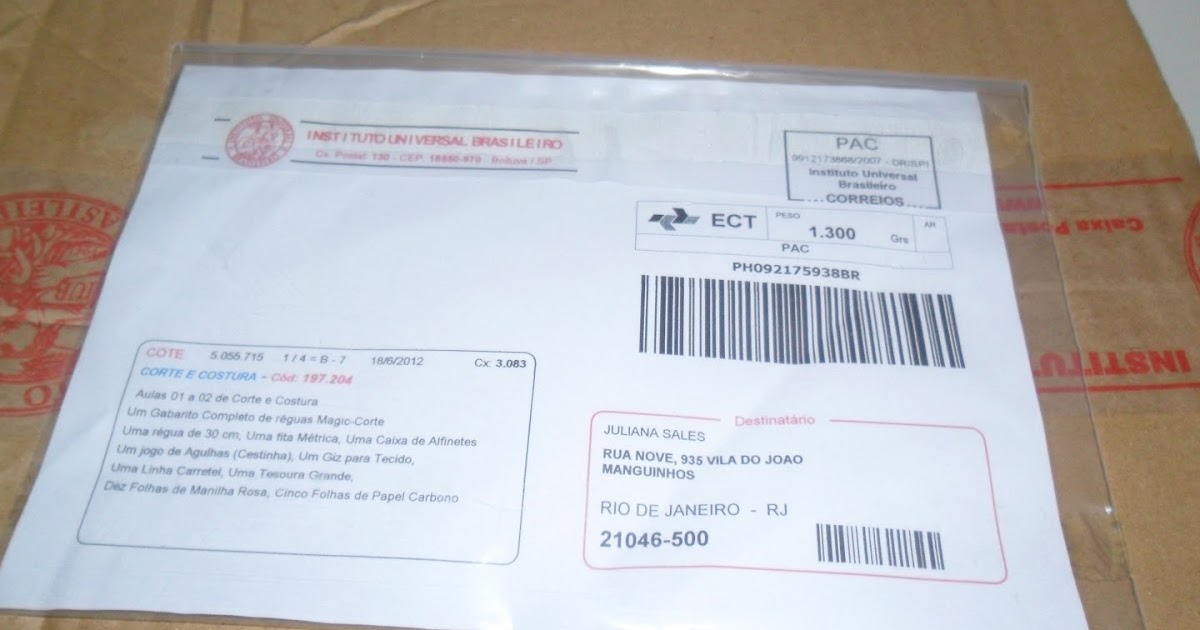 INSTITUTO UNIVERSAL BRASILEIRO
Cx. Postal 130 - CEP. 18550-970 Boituva / SP
PAC
9912173868/2007 - DR/SPI
Instituto Universal
Brasileiro
CORREIOS
ECT PESO 1.300 Grs AR
PAC
PH092175938BR
COTE 5.055.715 1 / 4 = B - 7 18/6/2012 Cx: 3.083
CORTE E COSTURA - Cód: 197.204
Aulas 01 a 02 de Corte e Costura
Um Gabarito Completo de réguas Magic-Corte
Uma régua de 30 cm, Uma fita Métrica, Uma Caixa de Alfinetes
Um jogo de Agulhas (Cestinha), Um Giz para Tecido,
Uma Linha Carretel, Uma Tesoura Grande,
Dez Folhas de Manilha Rosa, Cinco Folhas de Papel Carbono
Destinatário
JULIANA SALES
RUA NOVE, 935 VILA DO JOAO
MANGUINHOS
RIO DE JANEIRO - RJ
21046-500
Caixa Posta
INSTITU